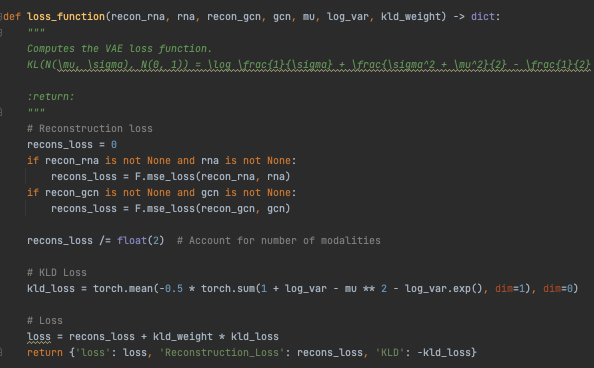 def loss_function(recon_rna, rna, recon_gcn, gcn, mu, log_var, kld_weight) -> dict:
"""
Computes the VAE loss function.
KL(N(\mu, \sigma), N(0, 1)) = \log \frac{1}{\sigma} + \frac{\sigma^2 + \mu^2}{2} - \frac{1}{2}
:return:
"""
# Reconstruction loss
recons_loss = 0
if recon_rna is not None and rna is not None:
recons_loss = F.mse_loss(recon_rna, rna)
if recon_gcn is not None and gcn is not None:
recons_loss = F.mse_loss(recon_gcn, gcn)
recons_loss /= float(2)  # Account for number of modalities
# KLD Loss
kld_loss = torch.mean(-0.5 * torch.sum(1 + log_var - mu ** 2 - log_var.exp(), dim=1), dim=0)
# Loss
loss = recons_loss + kld_weight * kld_loss
return {'loss': loss, 'Reconstruction_Loss': recons_loss, 'KLD': -kld_loss}